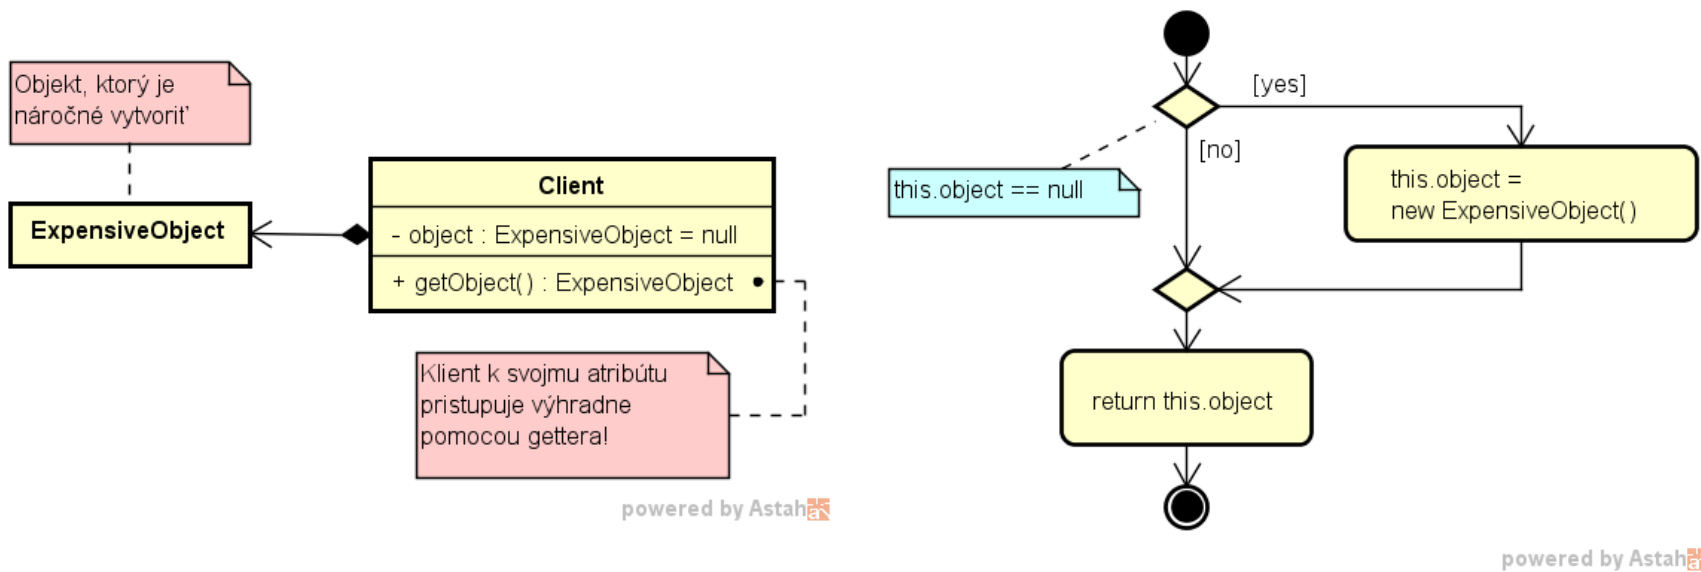 Objekt, ktorý je
náročné vytvoriť
ExpensiveObject
Client
- object : ExpensiveObject = null
+ getObject() : ExpensiveObject
Klient k svojmu atribútu
pristupuje výhradne
pomocou gettera!
powered by Astah
[yes]
[no]
this.object == null
this.object =
new ExpensiveObject()
return this.object
powered by Astah